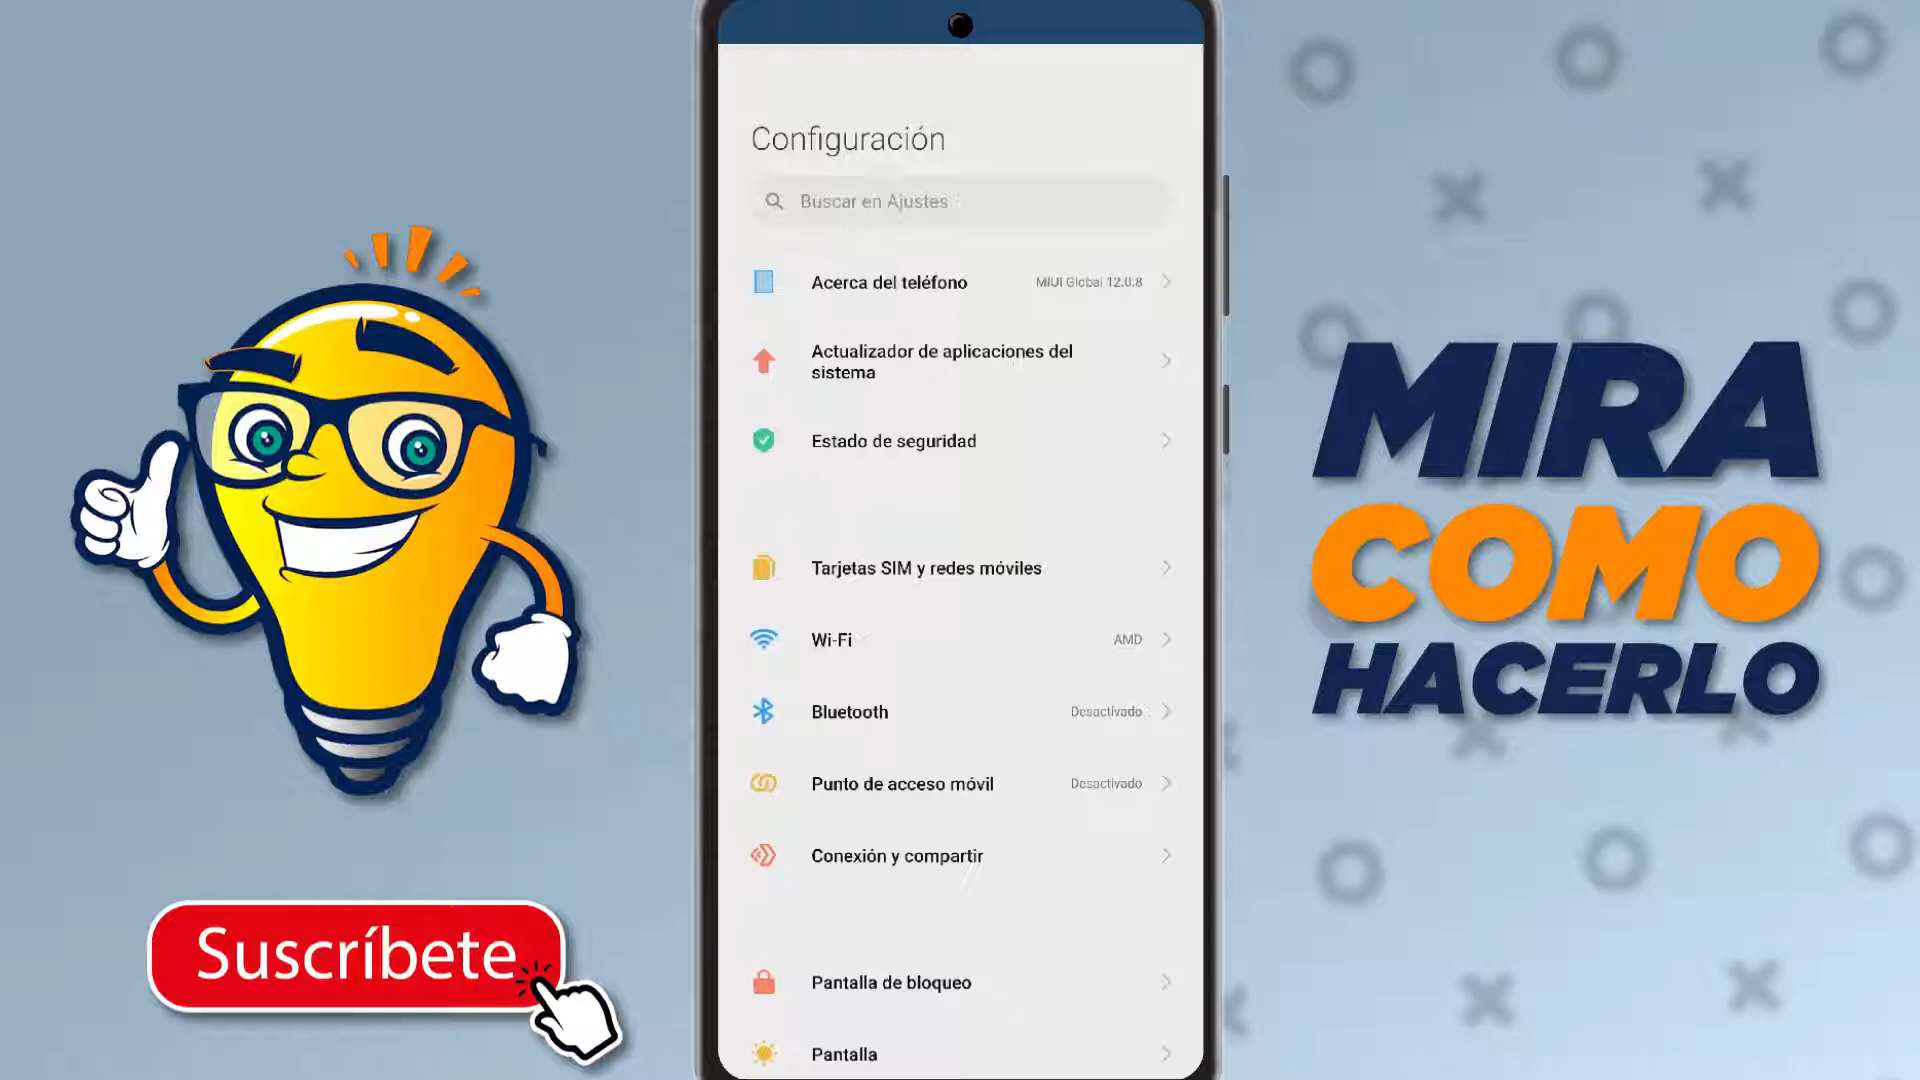 Configuración
Buscar en Ajustes
Acerca del teléfono MIUI Global 12.0.8
Actualizador de aplicaciones del
sistema
Estado de seguridad
Tarjetas SIM y redes móviles
Wi-Fi AMD
Bluetooth Desactivado
Punto de acceso móvil Desactivado
Conexión y compartir
Pantalla de bloqueo
Pantalla
Suscríbete
MIRA
COMO
HACERLO